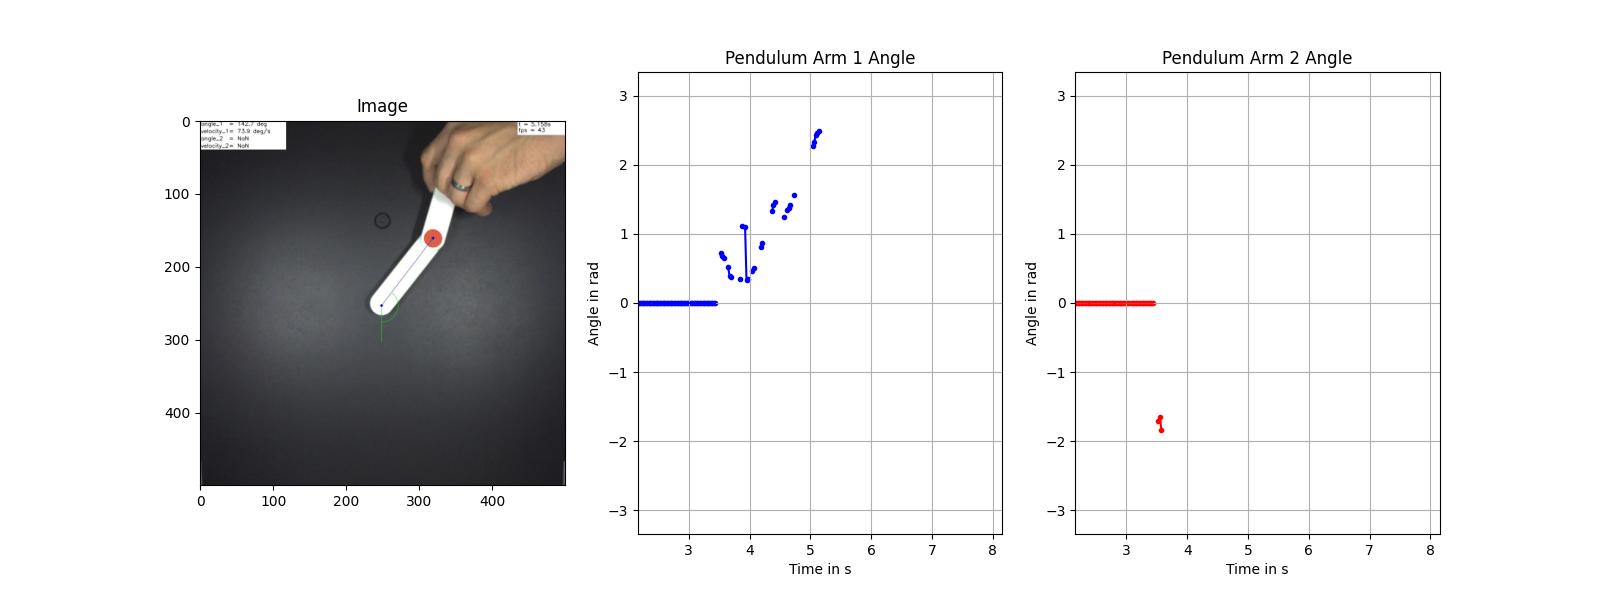 Image
angle_1 = 142.7 deg
velocity_1= 73.9 deg/s
angle_2 = NaN
velocity_2= NaN
t = 5.158s
fps = 43
0
100
200
300
400
0 100 200 300 400
Pendulum Arm 1 Angle
Angle in rad
3
2
1
0
−1
−2
−3
3 4 5 6 7 8
Time in s
Pendulum Arm 2 Angle
Angle in rad
3
2
1
0
−1
−2
−3
3 4 5 6 7 8
Time in s